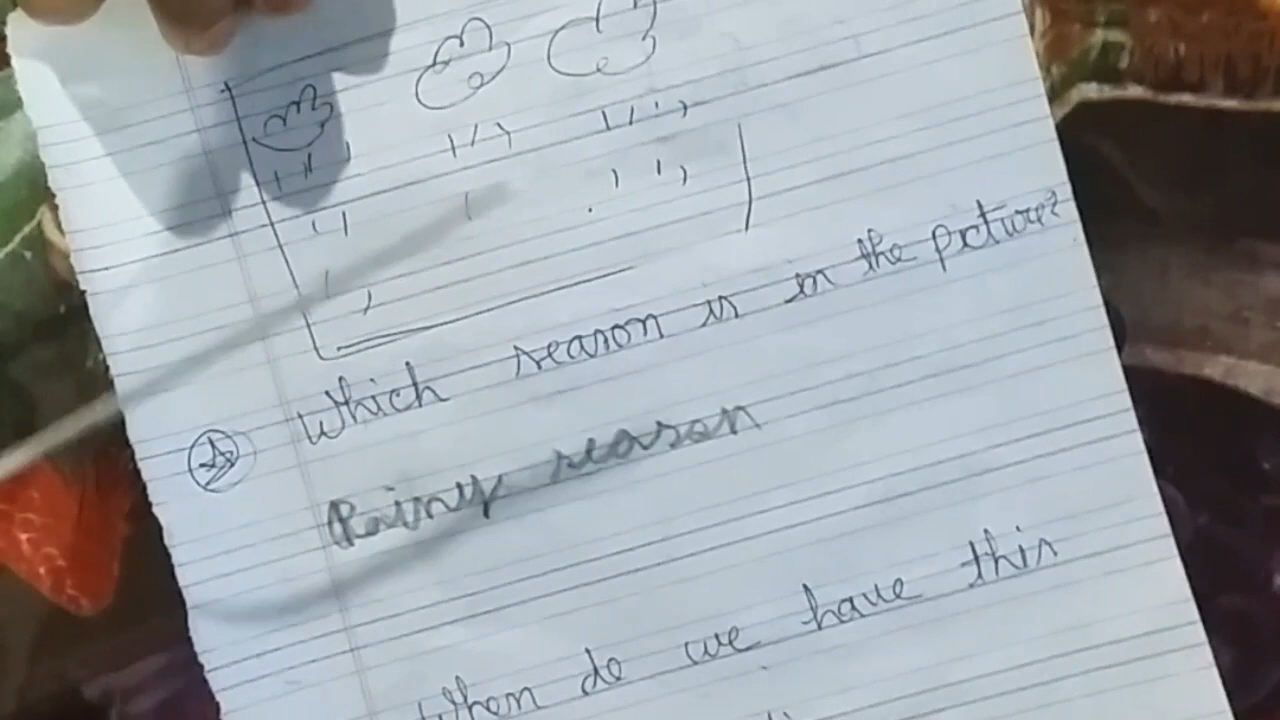 Which season is in the picture?
Rainy season
When do we have this